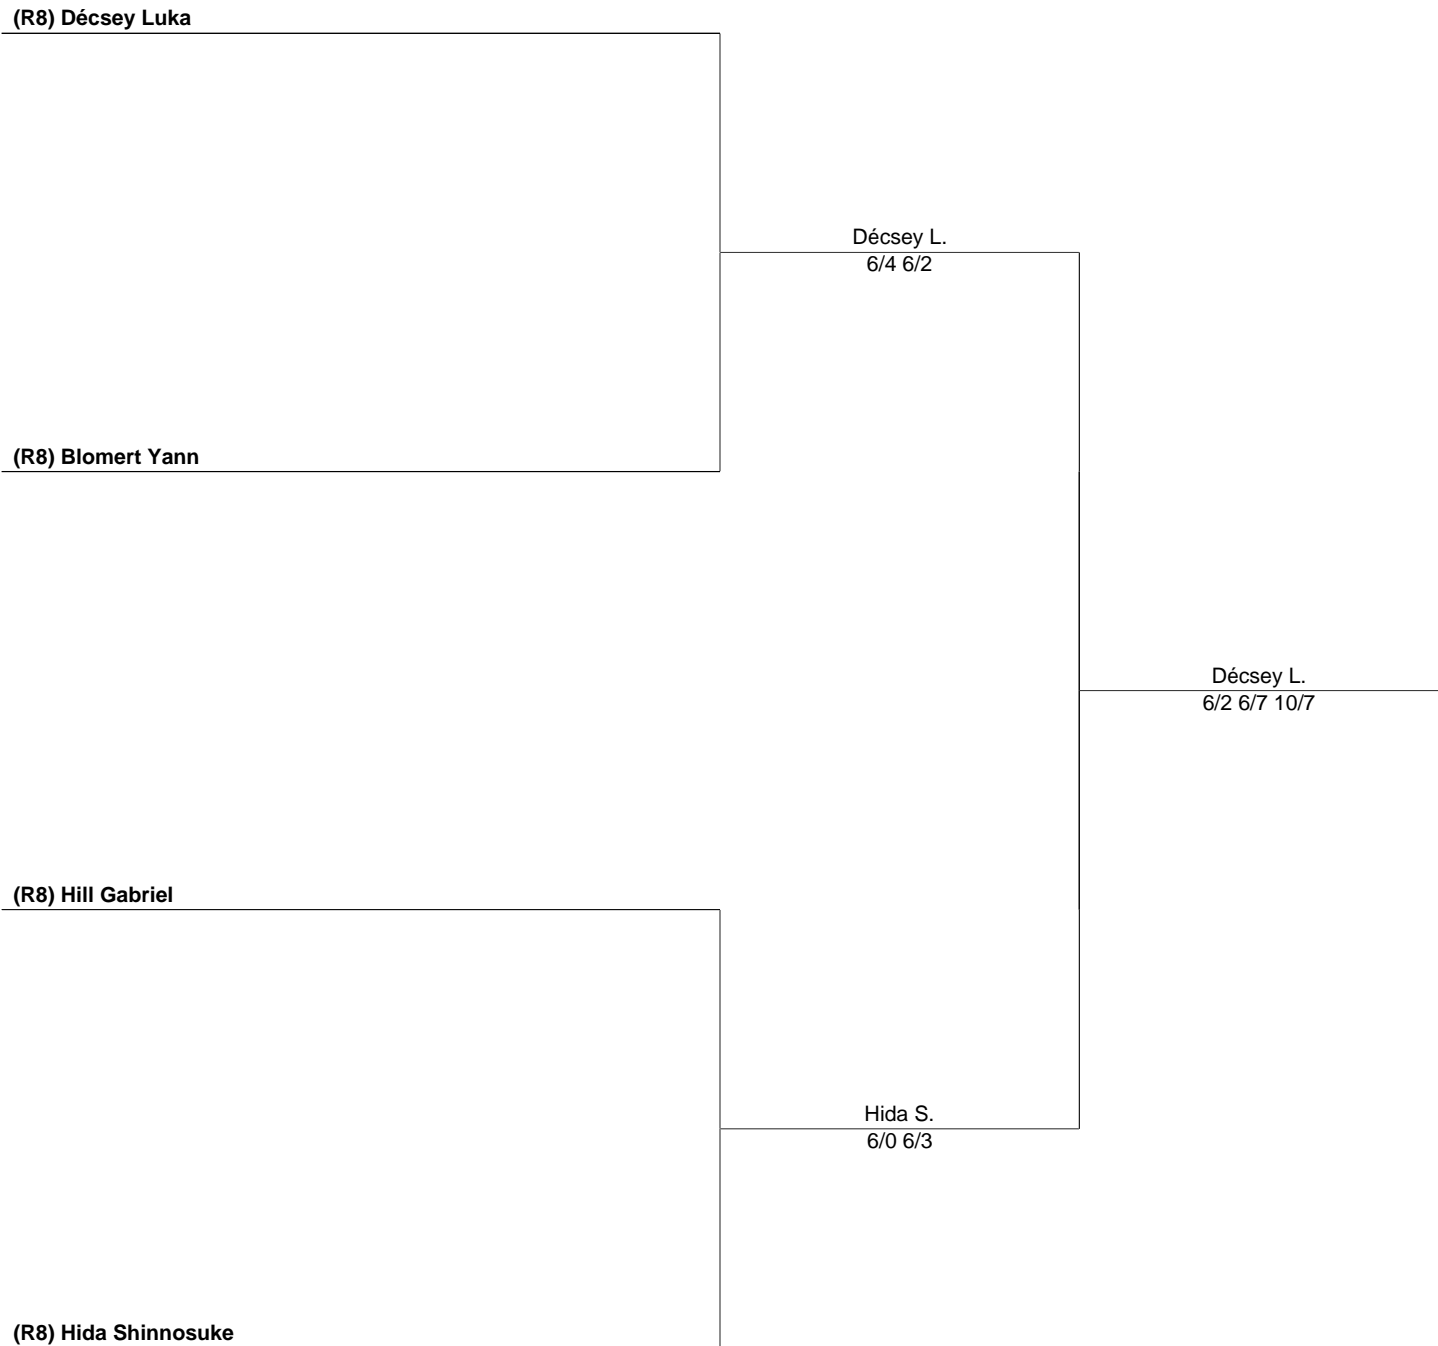 (R8) Décsey Luka
Décsey L.
6/4 6/2
(R8) Blomert Yann
Décsey L.
6/2 6/7 10/7
(R8) Hill Gabriel
Hida S.
6/0 6/3
(R8) Hida Shinnosuke